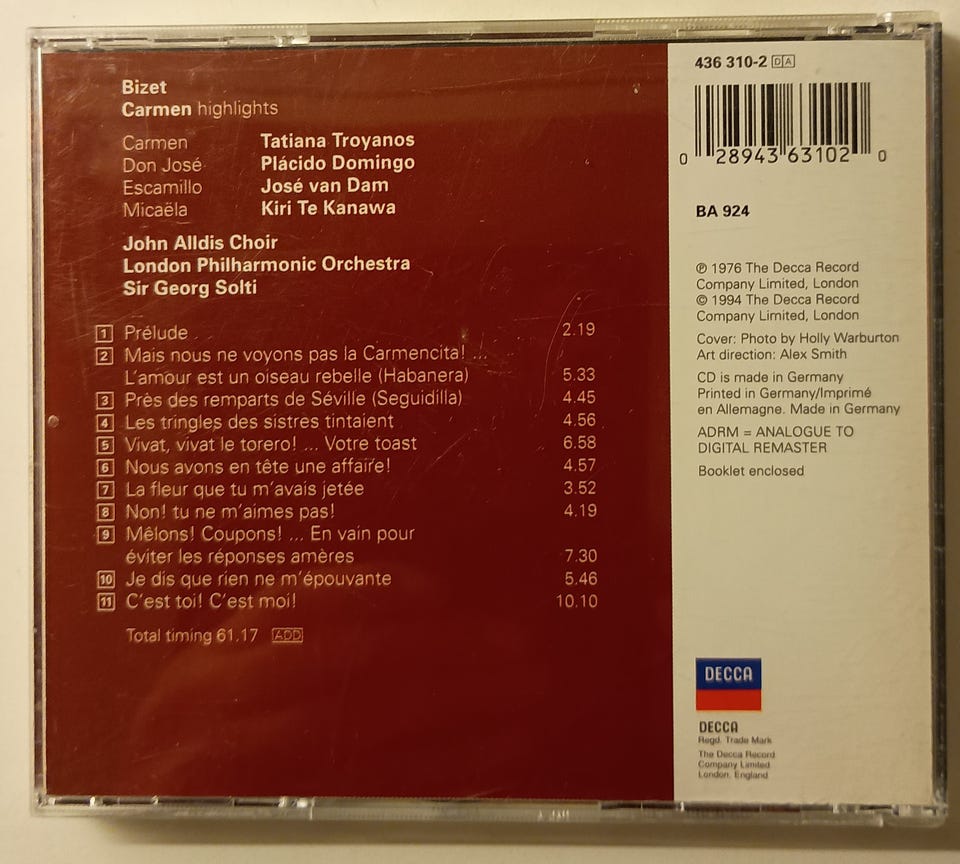 Bizet
Carmen highlights
Carmen Tatiana Troyanos
Don José Plácido Domingo
Escamillo José van Dam
Micaëla Kiri Te Kanawa
John Alldis Choir
London Philharmonic Orchestra
Sir Georg Solti
1 Prélude 2.19
2 Mais nous ne voyons pas la Carmencita! ...
L'amour est un oiseau rebelle (Habanera) 5.33
3 Près des remparts de Séville (Seguidilla) 4.45
4 Les tringles des sistres tintaient 4.56
5 Vivat, vivat le torero! ... Votre toast 6.58
6 Nous avons en tête une affaire! 4.57
7 La fleur que tu m'avais jetée 3.52
8 Non! tu ne m'aimes pas! 4.19
9 Mêlons! Coupons! ... En vain pour
éviter les réponses amères 7.30
10 Je dis que rien ne m'épouvante 5.46
11 C'est toi! C'est moi! 10.10
Total timing 61.17 ADD
436 310-2 DA
0 28943 63102 0
BA 924
℗ 1976 The Decca Record
Company Limited, London
© 1994 The Decca Record
Company Limited, London
Cover: Photo by Holly Warburton
Art direction: Alex Smith
CD is made in Germany
Printed in Germany/Imprimé
en Allemagne. Made in Germany
ADRM = ANALOGUE TO
DIGITAL REMASTER
Booklet enclosed
DECCA
DECCA
Regd. Trade Mark
The Decca Record
Company Limited
London, England